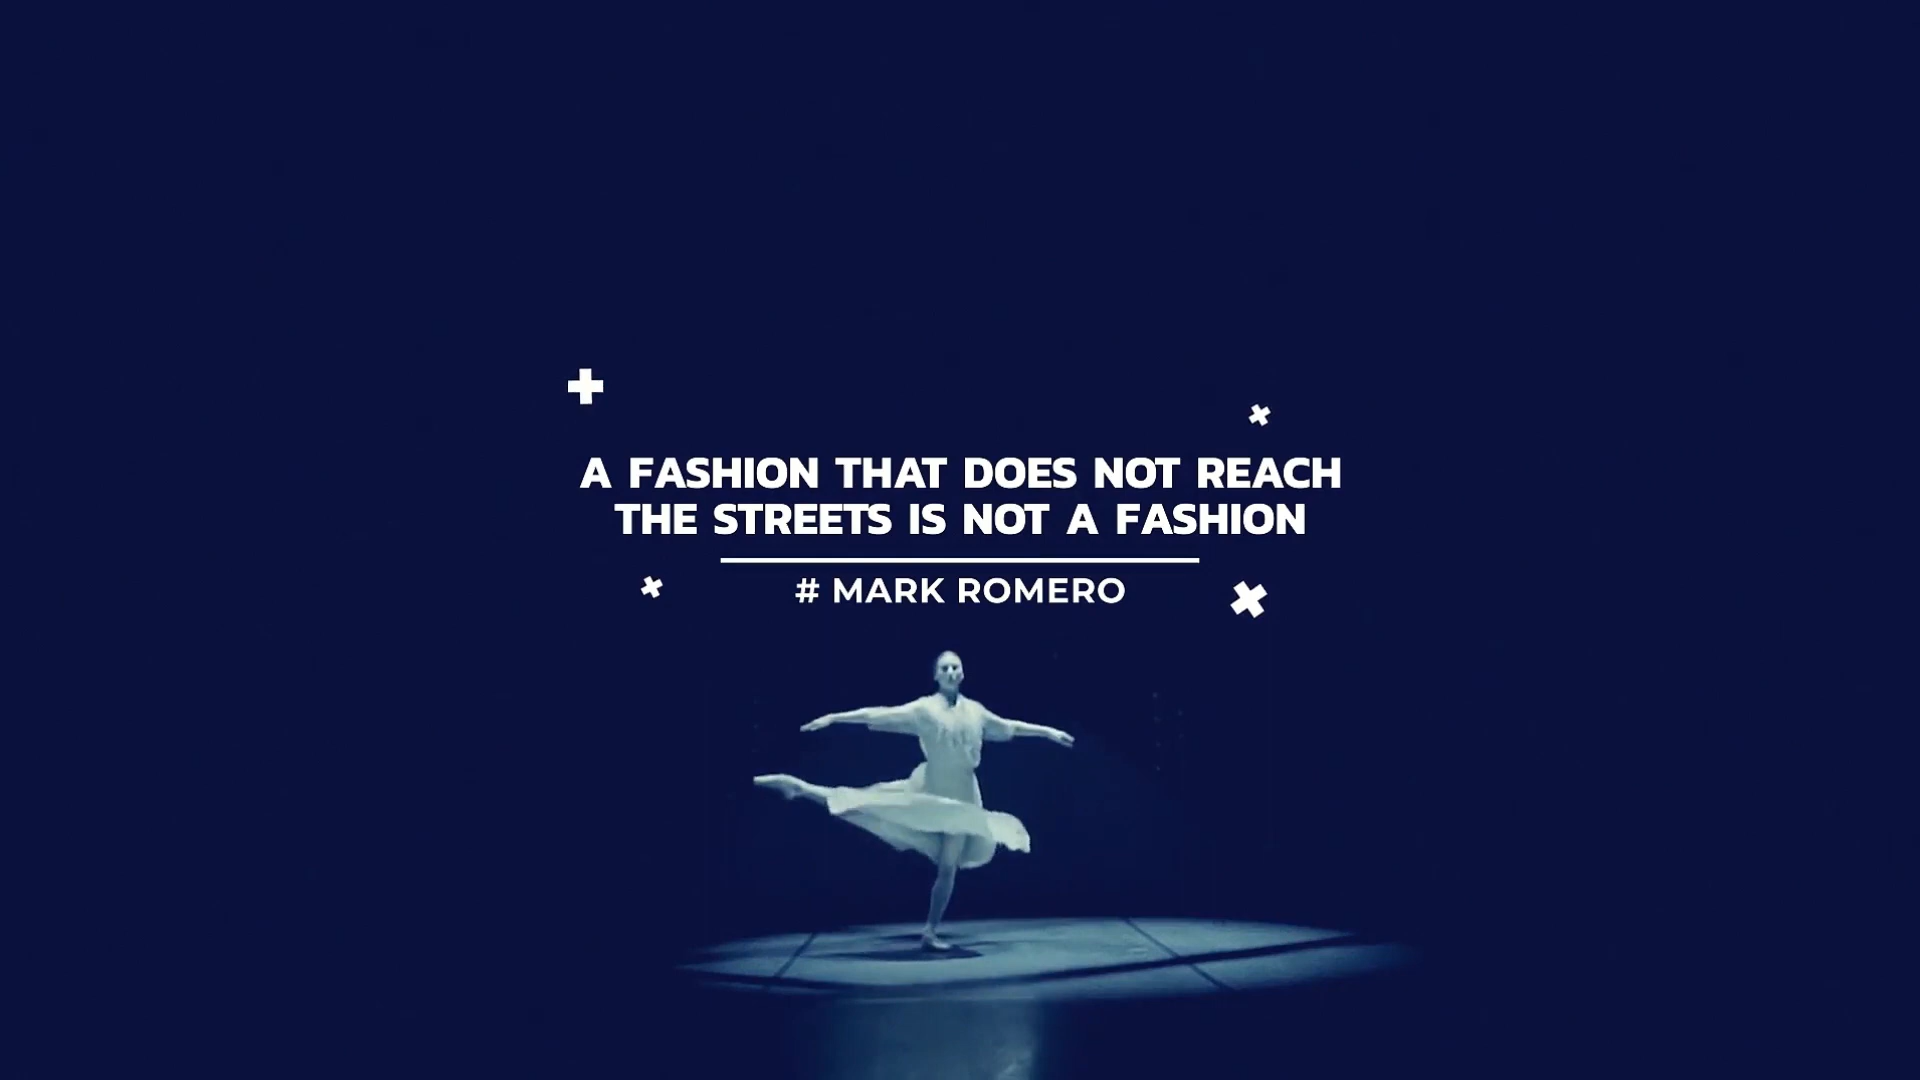 A FASHION THAT DOES NOT REACH
THE STREETS IS NOT A FASHION
# MARK ROMERO